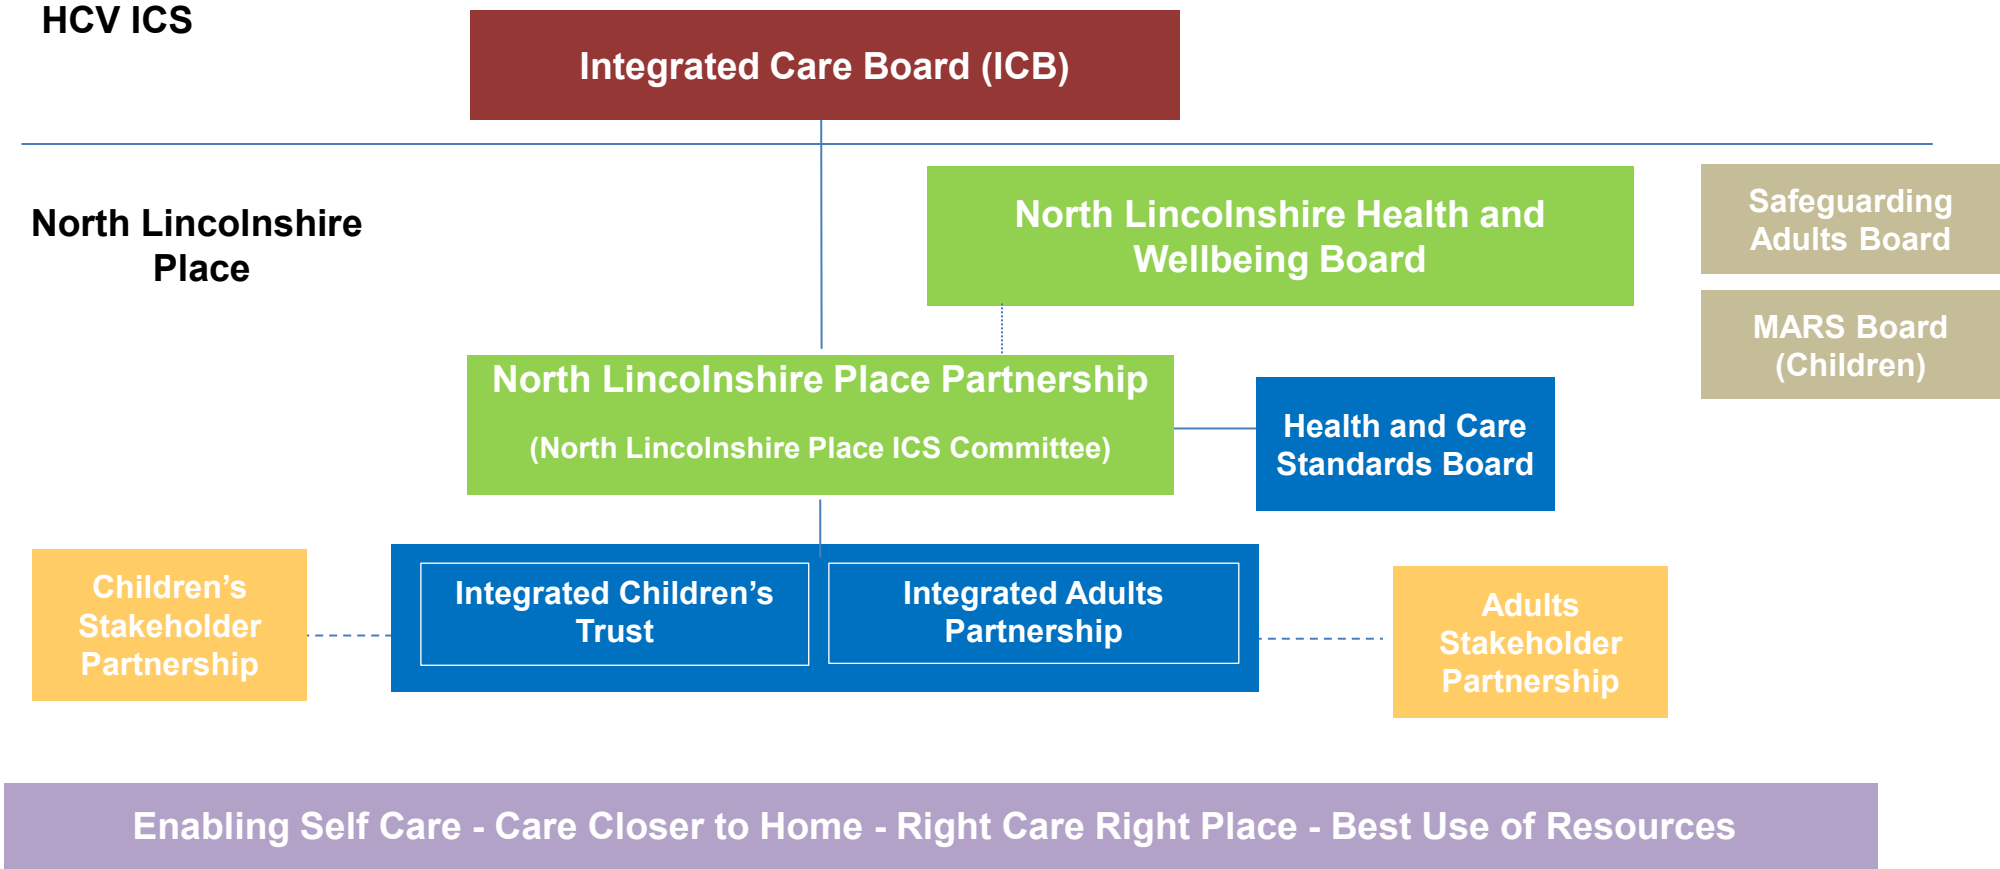 HCV ICS
Integrated Care Board (ICB)
North Lincolnshire
Place
North Lincolnshire Health and
Wellbeing Board
Safeguarding
Adults Board
MARS Board
(Children)
North Lincolnshire Place Partnership
(North Lincolnshire Place ICS Committee)
Health and Care
Standards Board
Children’s
Stakeholder
Partnership
Integrated Children’s
Trust
Integrated Adults
Partnership
Adults
Stakeholder
Partnership
Enabling Self Care - Care Closer to Home - Right Care Right Place - Best Use of Resources